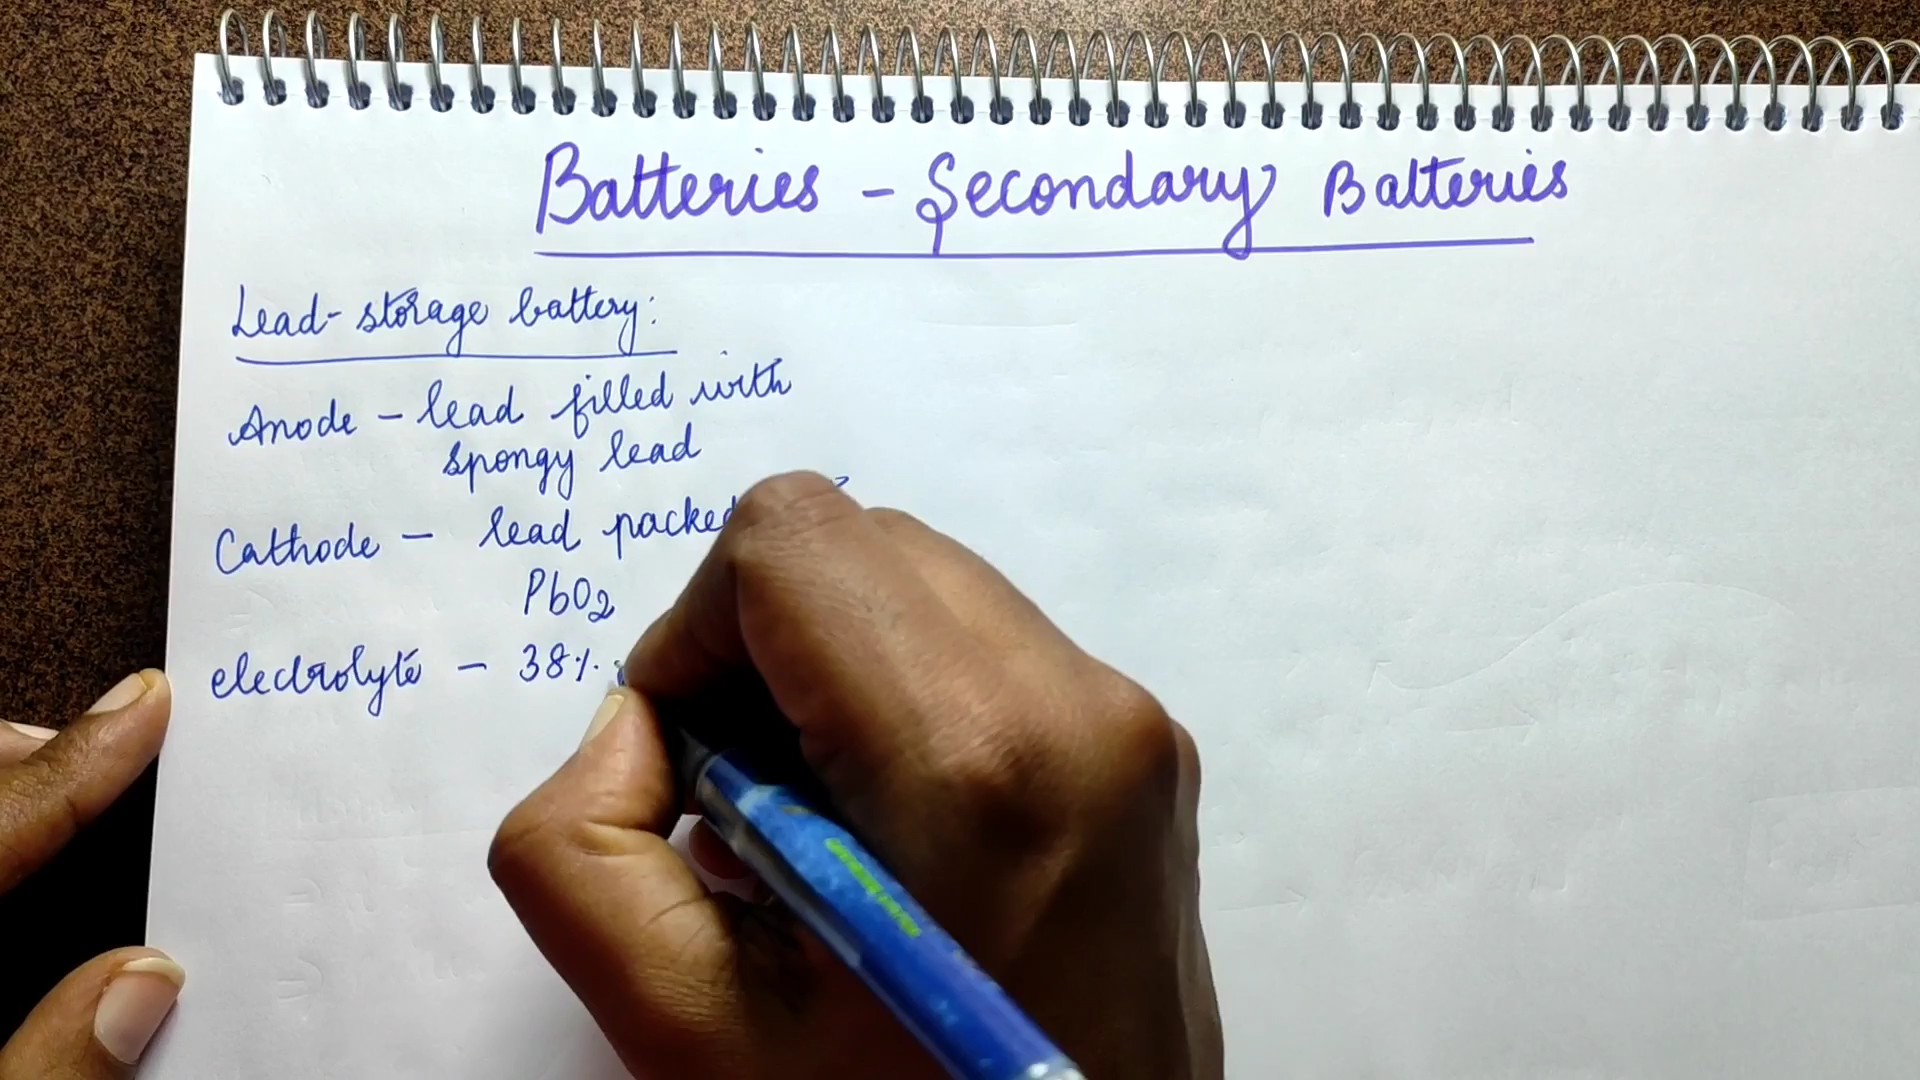 Batteries - Secondary Batteries
Lead-storage battery:
Anode - lead filled with
spongy lead
Cathode - lead packed
PbO2
electrolyte - 38%.